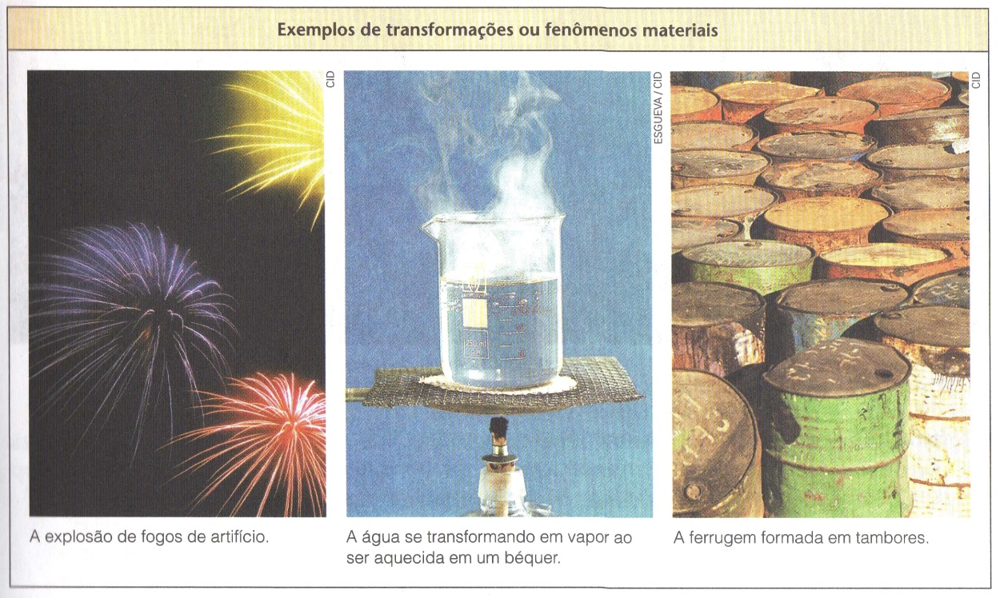 Exemplos de transformações ou fenômenos materiais
CID
ESGUEVA / CID
CID
250 ml
A explosão de fogos de artifício.
A água se transformando em vapor ao
ser aquecida em um béquer.
A ferrugem formada em tambores.